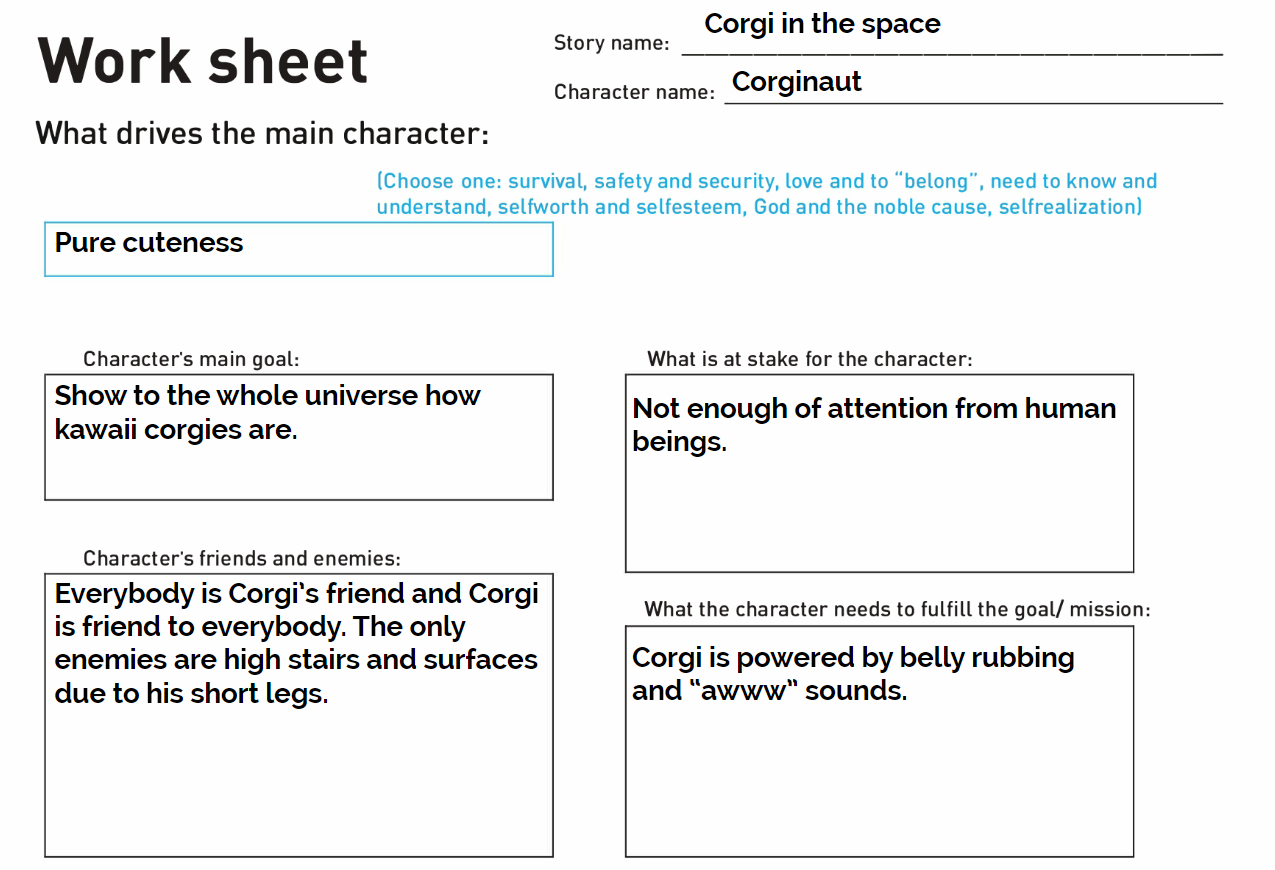 Work sheet
Story name: Corgi in the space
Character name: Corginaut
What drives the main character:
(Choose one: survival, safety and security, love and to “belong”, need to know and
understand, selfworth and selfesteem, God and the noble cause, selfrealization)
Pure cuteness
Character's main goal:
Show to the whole universe how
kawaii corgies are.
What is at stake for the character:
Not enough of attention from human
beings.
Character's friends and enemies:
Everybody is Corgi's friend and Corgi
is friend to everybody. The only
enemies are high stairs and surfaces
due to his short legs.
What the character needs to fulfill the goal/ mission:
Corgi is powered by belly rubbing
and “awww” sounds.